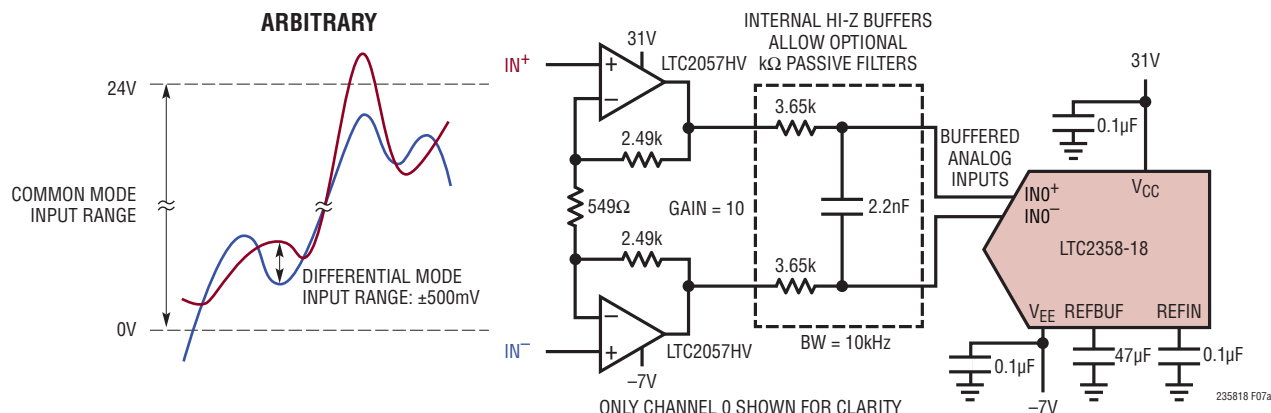 ARBITRARY
24V
COMMON MODE
INPUT RANGE
0V
DIFFERENTIAL MODE
INPUT RANGE: ±500mV
IN+
31V
LTC2057HV
2.49k
549Ω
GAIN = 10
2.49k
LTC2057HV
IN–
–7V
INTERNAL HI-Z BUFFERS
ALLOW OPTIONAL
kΩ PASSIVE FILTERS
3.65k
2.2nF
3.65k
BW = 10kHz
BUFFERED
ANALOG
INPUTS
31V
0.1µF
VCC
IN0+
IN0–
LTC2358-18
VEE
REFBUF
REFIN
0.1µF
47µF
0.1µF
–7V
ONLY CHANNEL 0 SHOWN FOR CLARITY
235818 F07a